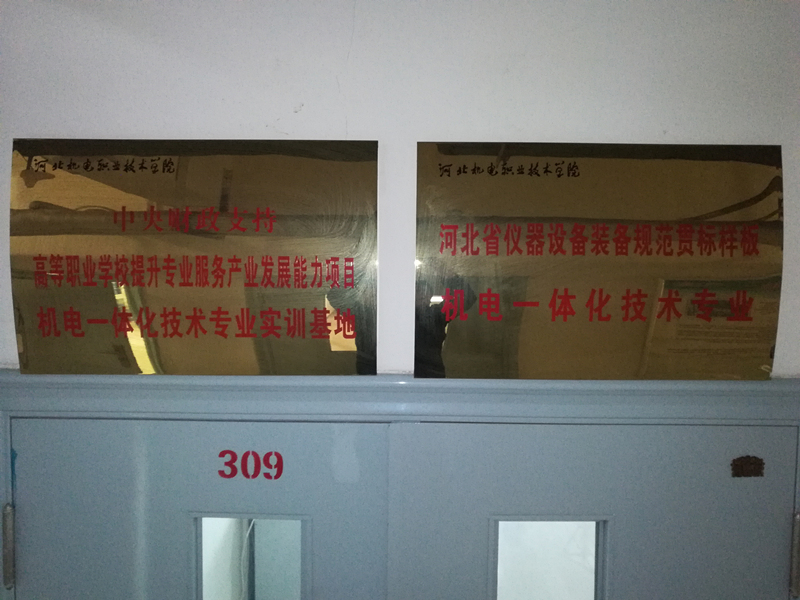 河北机电职业技术学院
中央财政支持
高等职业学校提升专业服务产业发展能力项目
机电一体化技术专业实训基地
河北机电职业技术学院
河北省仪器设备装备规范贯标样板
机电一体化技术专业
309